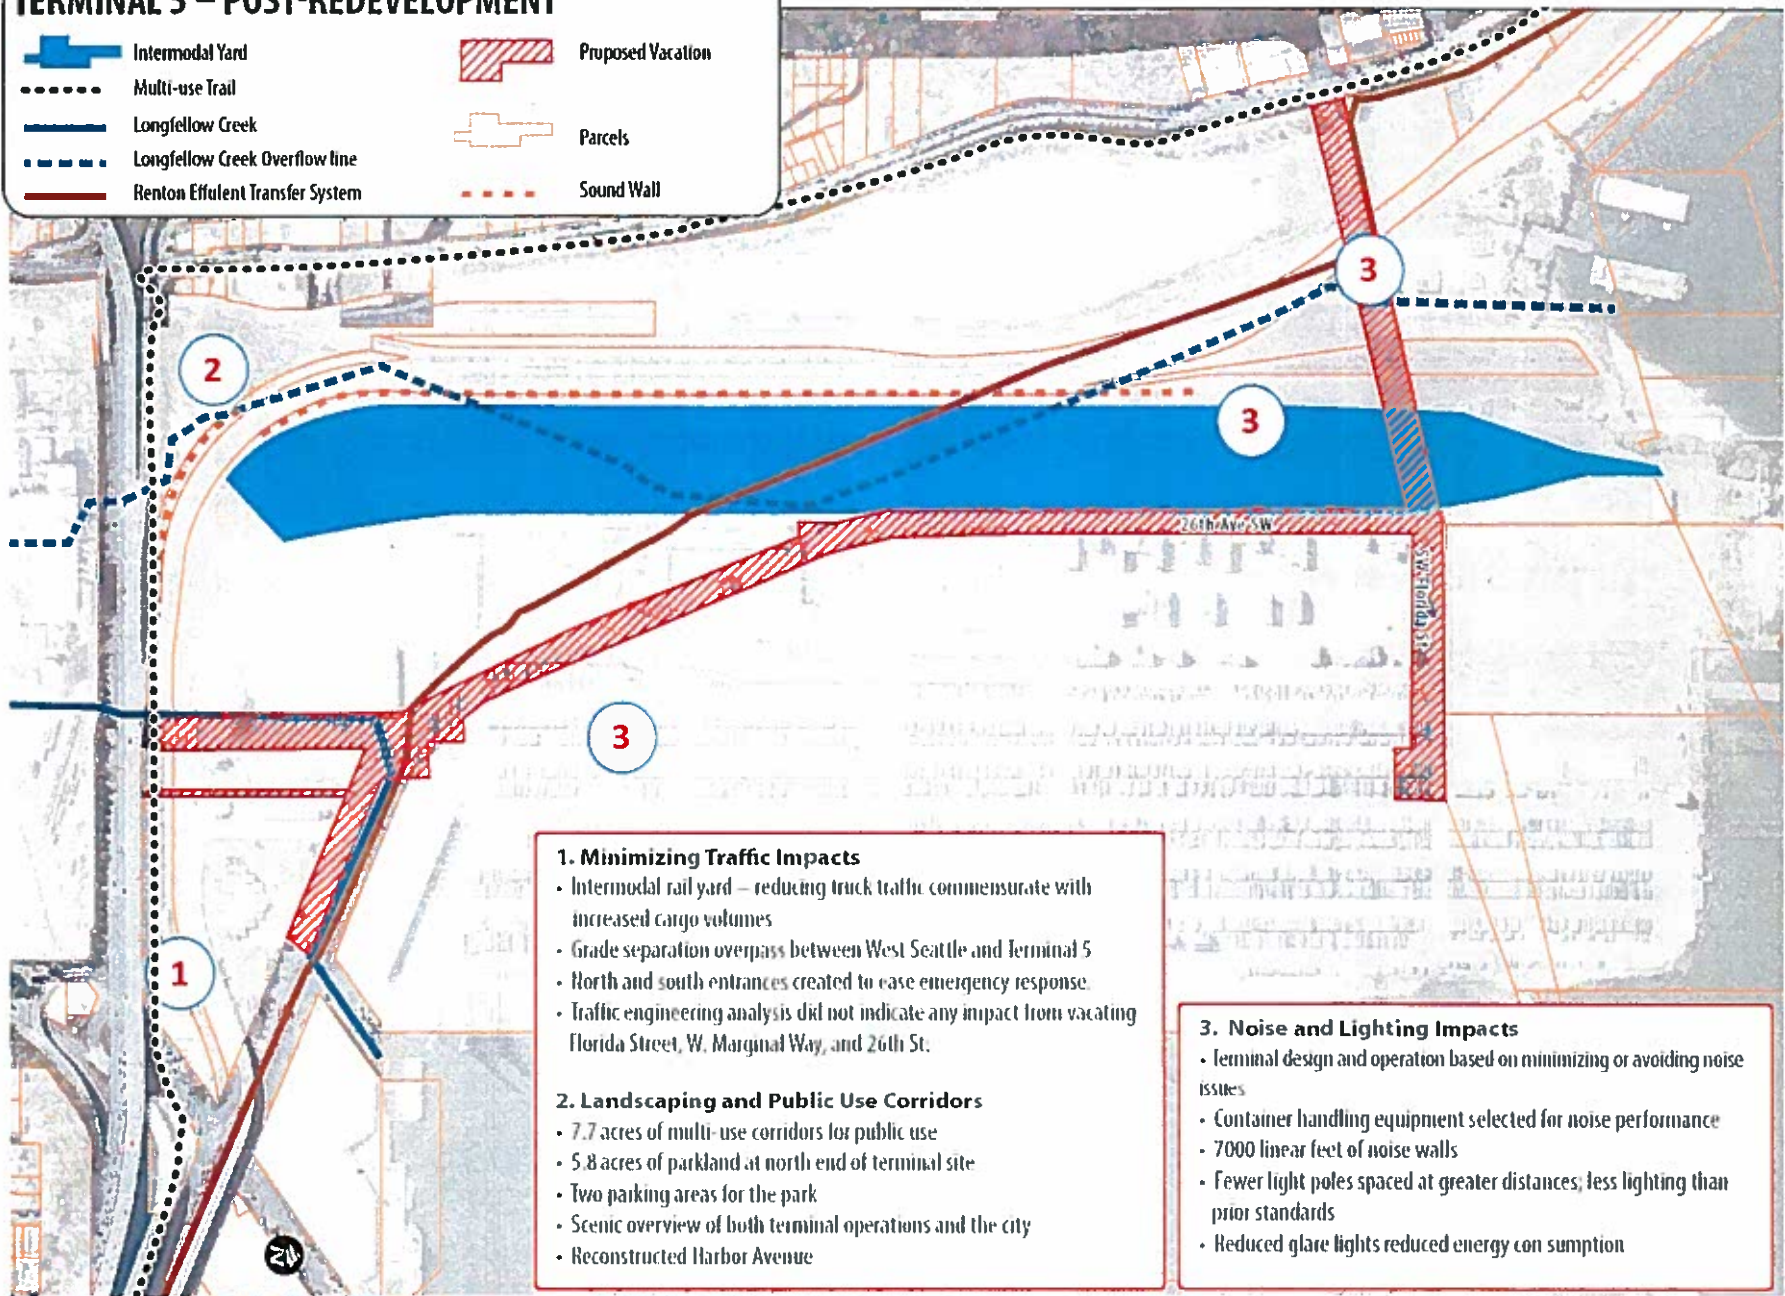 TERMINAL 5 – POST-REDEVELOPMENT
Intermodal Yard
Multi-use Trail
Longfellow Creek
Longfellow Creek Overflow line
Renton Effulent Transfer System
Proposed Vacation
Parcels
Sound Wall
3
2
3
26th Ave SW
SW Florida St
3
1
1. Minimizing Traffic Impacts
• Intermodal rail yard – reducing truck traffic commensurate with
increased cargo volumes
• Grade separation overpass between West Seattle and Terminal 5
• North and south entrances created to ease emergency response.
• Traffic engineering analysis did not indicate any impact from vacating
Florida Street, W. Marginal Way, and 26th St.
2. Landscaping and Public Use Corridors
• 7.7 acres of multi-use corridors for public use
• 5.8 acres of parkland at north end of terminal site
• Two parking areas for the park
• Scenic overview of both terminal operations and the city
• Reconstructed Harbor Avenue
3. Noise and Lighting Impacts
• Terminal design and operation based on minimizing or avoiding noise
issues
• Container handling equipment selected for noise performance
• 7000 linear feet of noise walls
• Fewer light poles spaced at greater distances; less lighting than
prior standards
• Reduced glare lights reduced energy con sumption